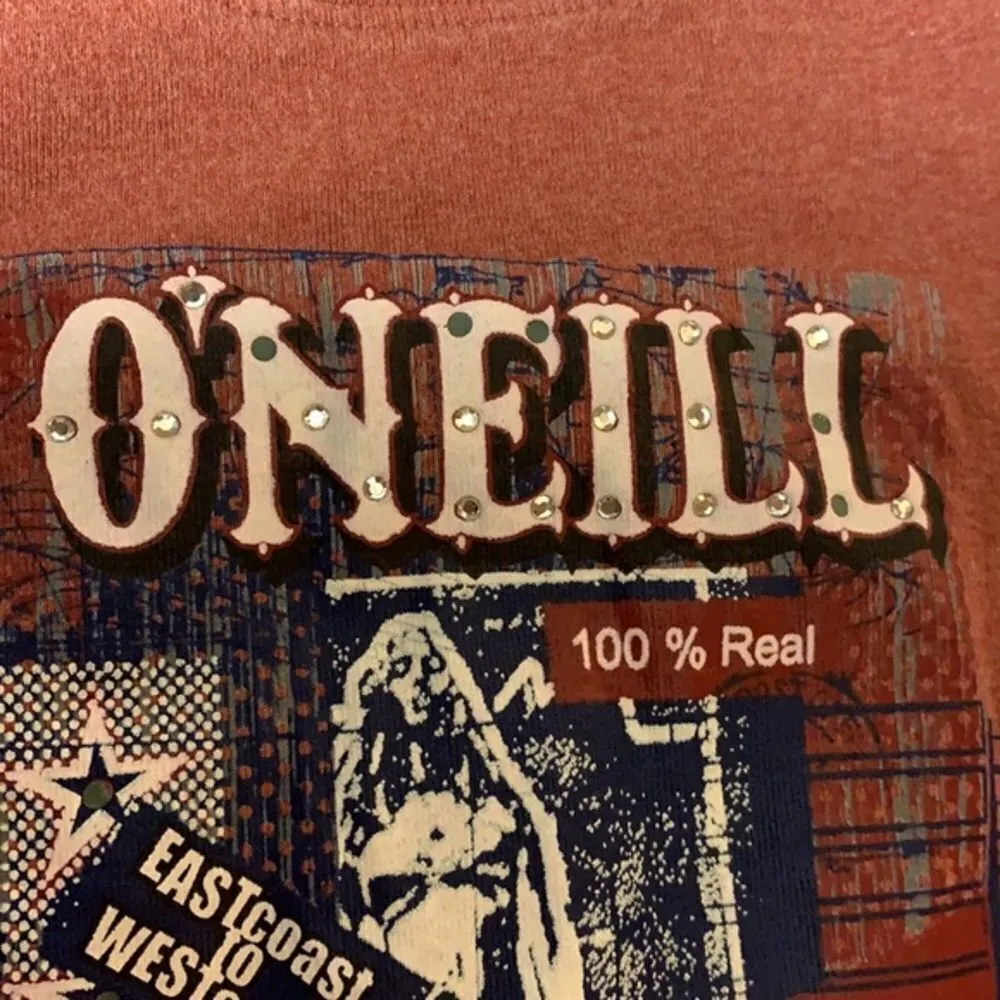 O'NEILL
100 % Real
EASTcoast
TO